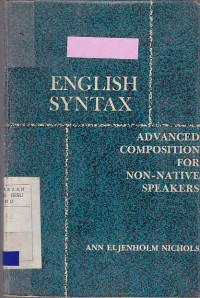 ENGLISH
SYNTAX
ADVANCED
COMPOSITION
FOR
NON-NATIVE
SPEAKERS
ANN ELJENHOLM NICHOLS